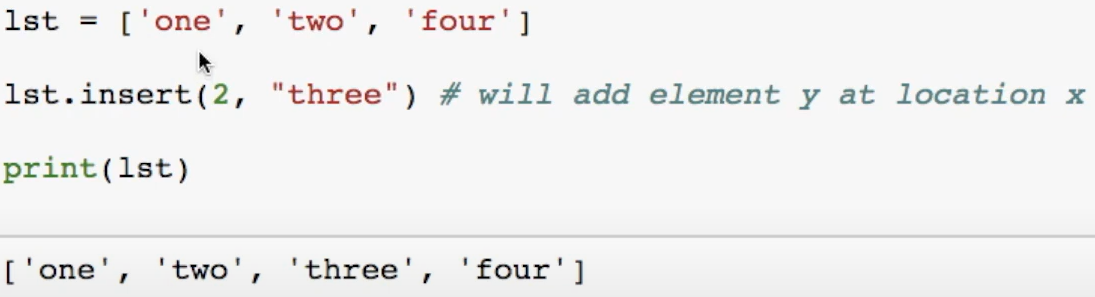 lst = ['one', 'two', 'four']
lst.insert(2, "three") # will add element y at location x
print(lst)
['one', 'two', 'three', 'four']